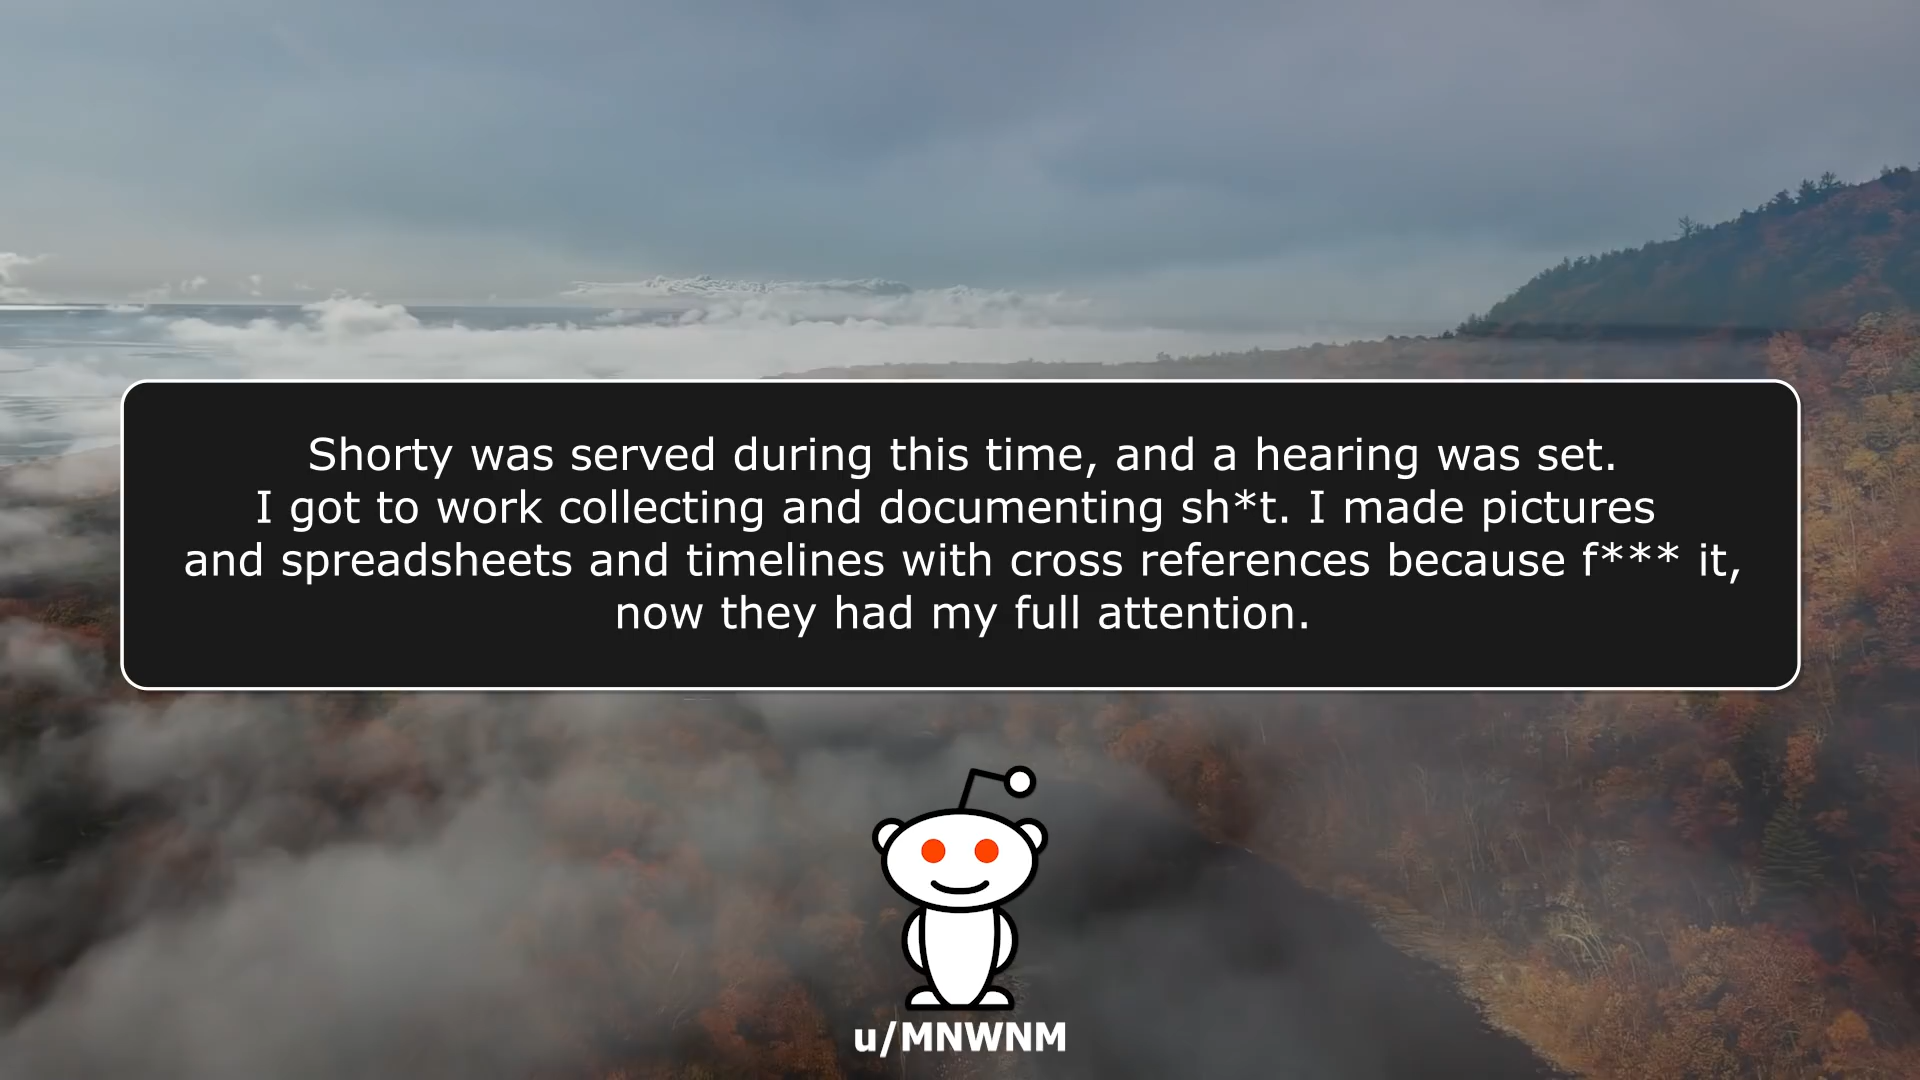 Shorty was served during this time, and a hearing was set.
I got to work collecting and documenting sh*t. I made pictures
and spreadsheets and timelines with cross references because f*** it,
now they had my full attention.
u/MNWNM